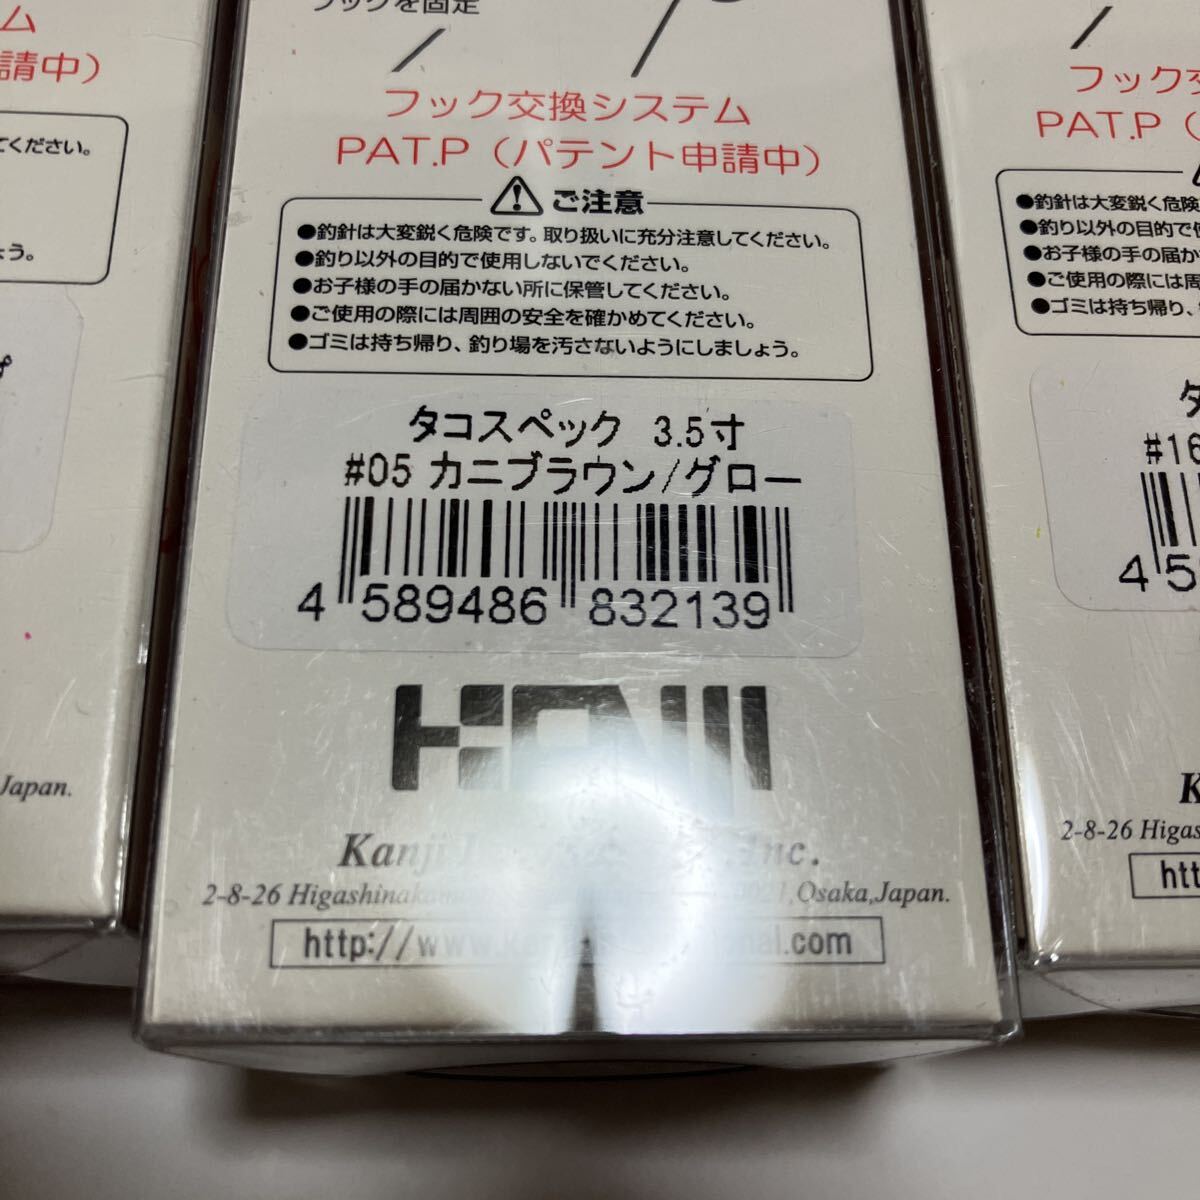 ム
請中）
てください。
ょう。
Japan.
フックを固定
フック交換システム
PAT.P（パテント申請中）
ご注意
●釣針は大変鋭く危険です。取り扱いに充分注意してください。
●釣り以外の目的で使用しないでください。
●お子様の手の届かない所に保管してください。
●ご使用の際には周囲の安全を確かめてください。
●ゴミは持ち帰り、釣り場を汚さないようにしましょう。
タコスペック 3.5寸
#05 カニブラウン/グロー
4 589486 832139
Kanji Inc.
2-8-26 Osaka,Japan.
フック
PAT.P（
●釣針は大変鋭く危険
●釣り以外の目的で使
●お子様の手の届か
●ご使用の際には周
●ゴミは持ち帰り、
タ
#16
4 5
K
2-8-26 Higas
htt